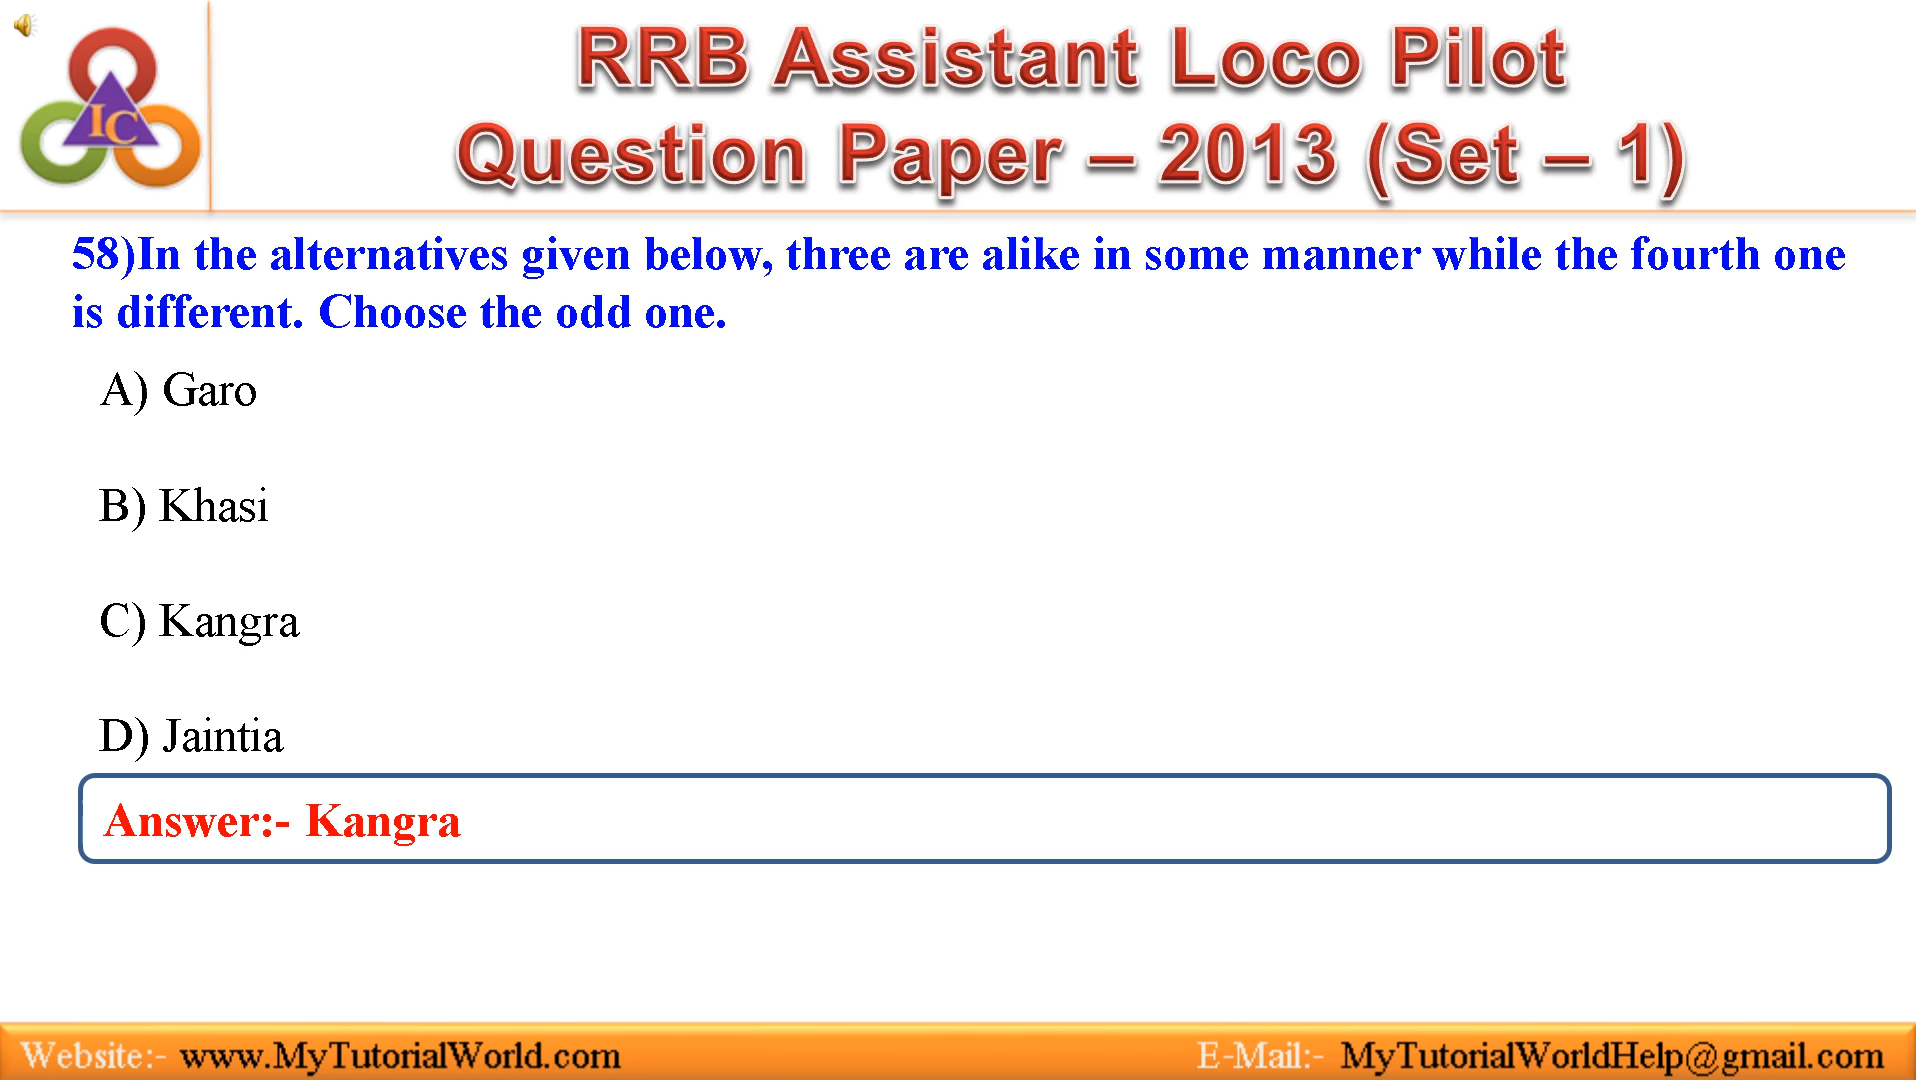 IC
RRB Assistant Loco Pilot
Question Paper – 2013 (Set – 1)
58)In the alternatives given below, three are alike in some manner while the fourth one
is different. Choose the odd one.
A) Garo
B) Khasi
C) Kangra
D) Jaintia
Answer:- Kangra
Website:- www.MyTutorialWorld.com E-Mail:- MyTutorialWorldHelp@gmail.com